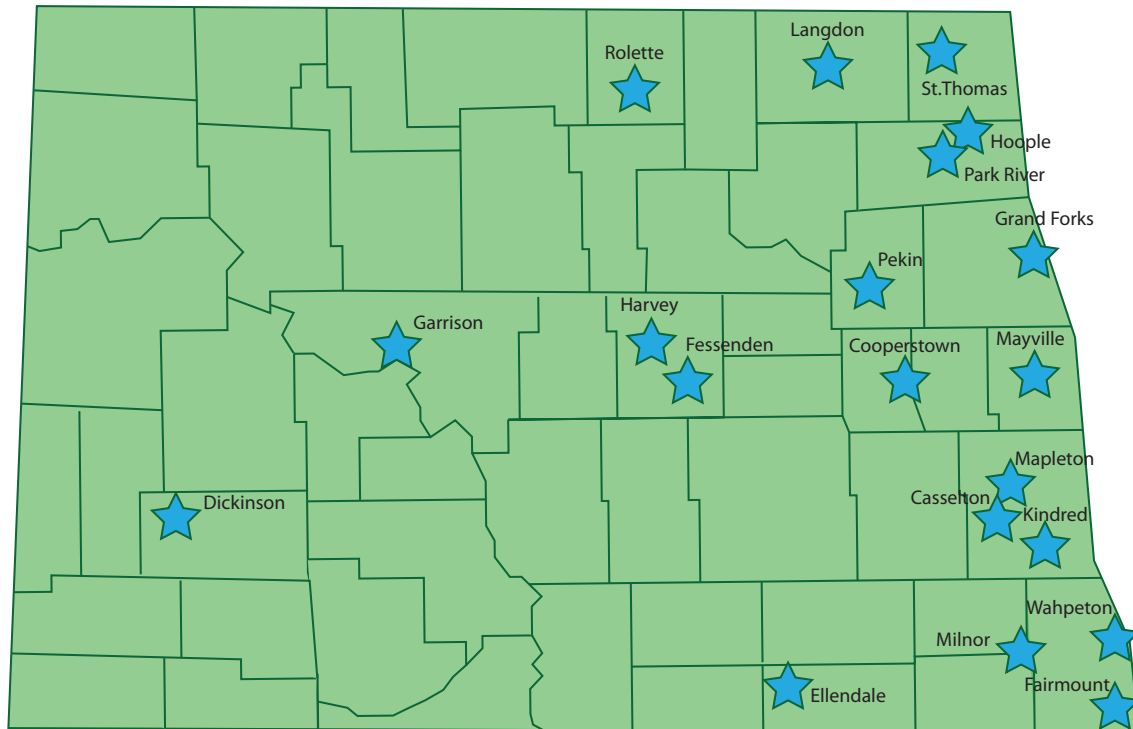 Langdon
Rolette
St.Thomas
Hoople
Park River
Grand Forks
Pekin
Harvey
Garrison
Fessenden
Cooperstown
Mayville
Mapleton
Casselton
Kindred
Dickinson
Wahpeton
Milnor
Fairmount
Ellendale